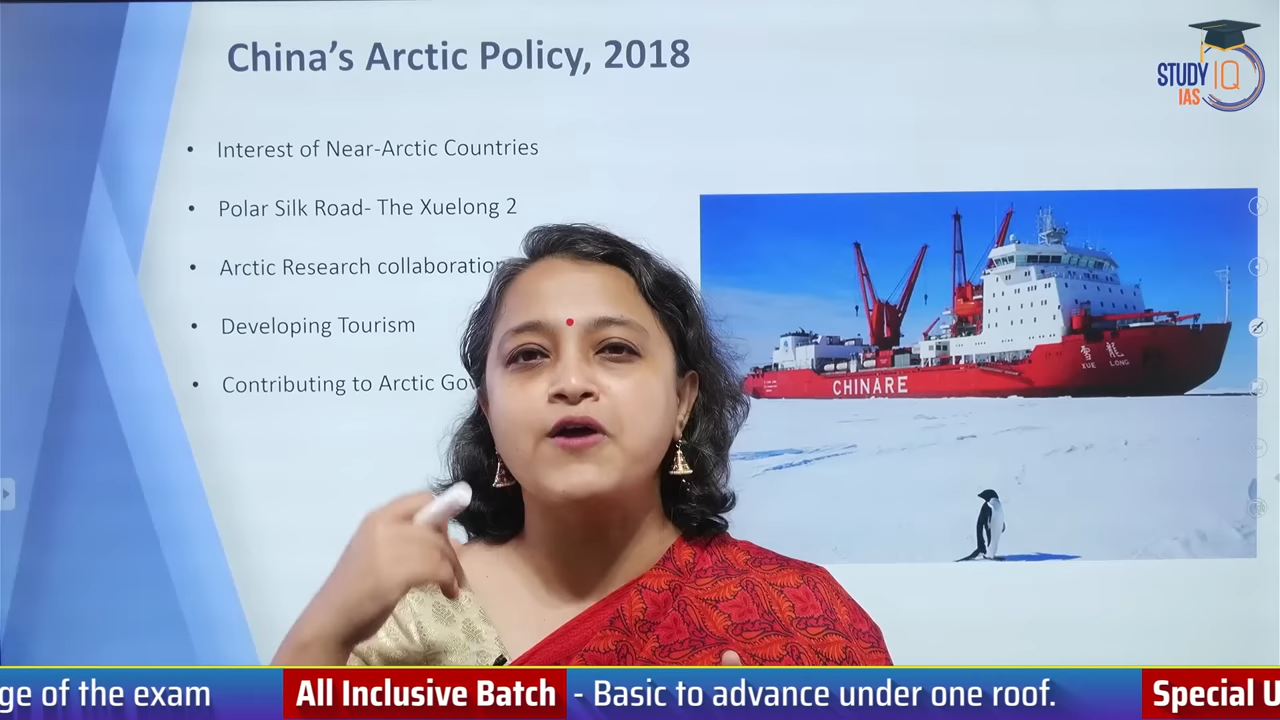 China's Arctic Policy, 2018
STUDY IQ
IAS
• Interest of Near-Arctic Countries
• Polar Silk Road- The Xuelong 2
• Arctic Research collaboration
• Developing Tourism
• Contributing to Arctic Gov
雪 龍
XUE LONG
CHINARE
ge of the exam
All Inclusive Batch - Basic to advance under one roof.
Special U